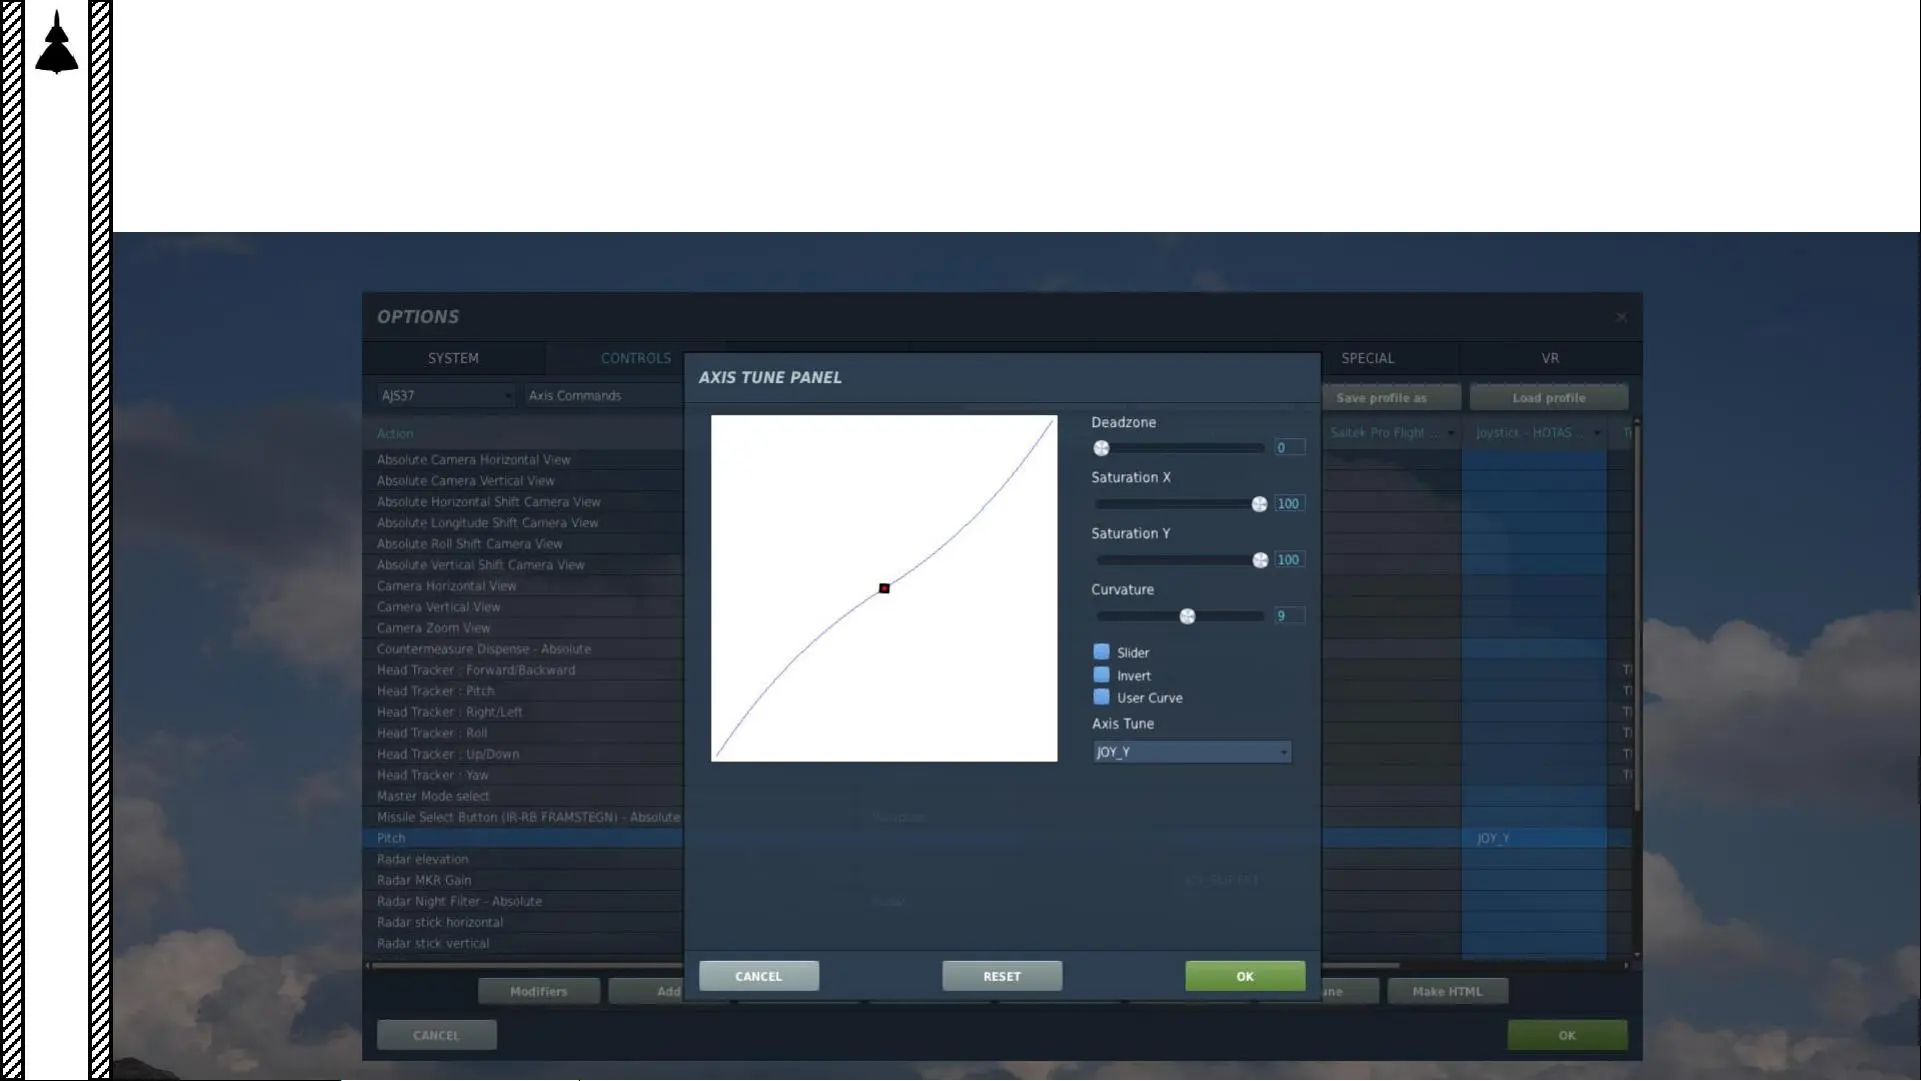 OPTIONS
SYSTEM
CONTROLS
SPECIAL
VR
AJS37
Axis Commands
Save profile as
Load profile
Action
Saitek Pro Flight ...
Joystick - HOTAS ...
Absolute Camera Horizontal View
Absolute Camera Vertical View
Absolute Horizontal Shift Camera View
Absolute Longitude Shift Camera View
Absolute Roll Shift Camera View
Absolute Vertical Shift Camera View
Camera Horizontal View
Camera Vertical View
Camera Zoom View
Countermeasure Dispense - Absolute
Head Tracker : Forward/Backward
Head Tracker : Pitch
Head Tracker : Right/Left
Head Tracker : Roll
Head Tracker : Up/Down
Head Tracker : Yaw
Master Mode select
Missile Select Button (IR-RB FRAMSTEGN) - Absolute
Pitch
JOY_Y
Radar elevation
Radar MKR Gain
Radar Night Filter - Absolute
Radar stick horizontal
Radar stick vertical
AXIS TUNE PANEL
Deadzone
0
Saturation X
100
Saturation Y
100
Curvature
9
Slider
Invert
User Curve
Axis Tune
JOY_Y
CANCEL
RESET
OK
Modifiers
Add
Make HTML
CANCEL
OK